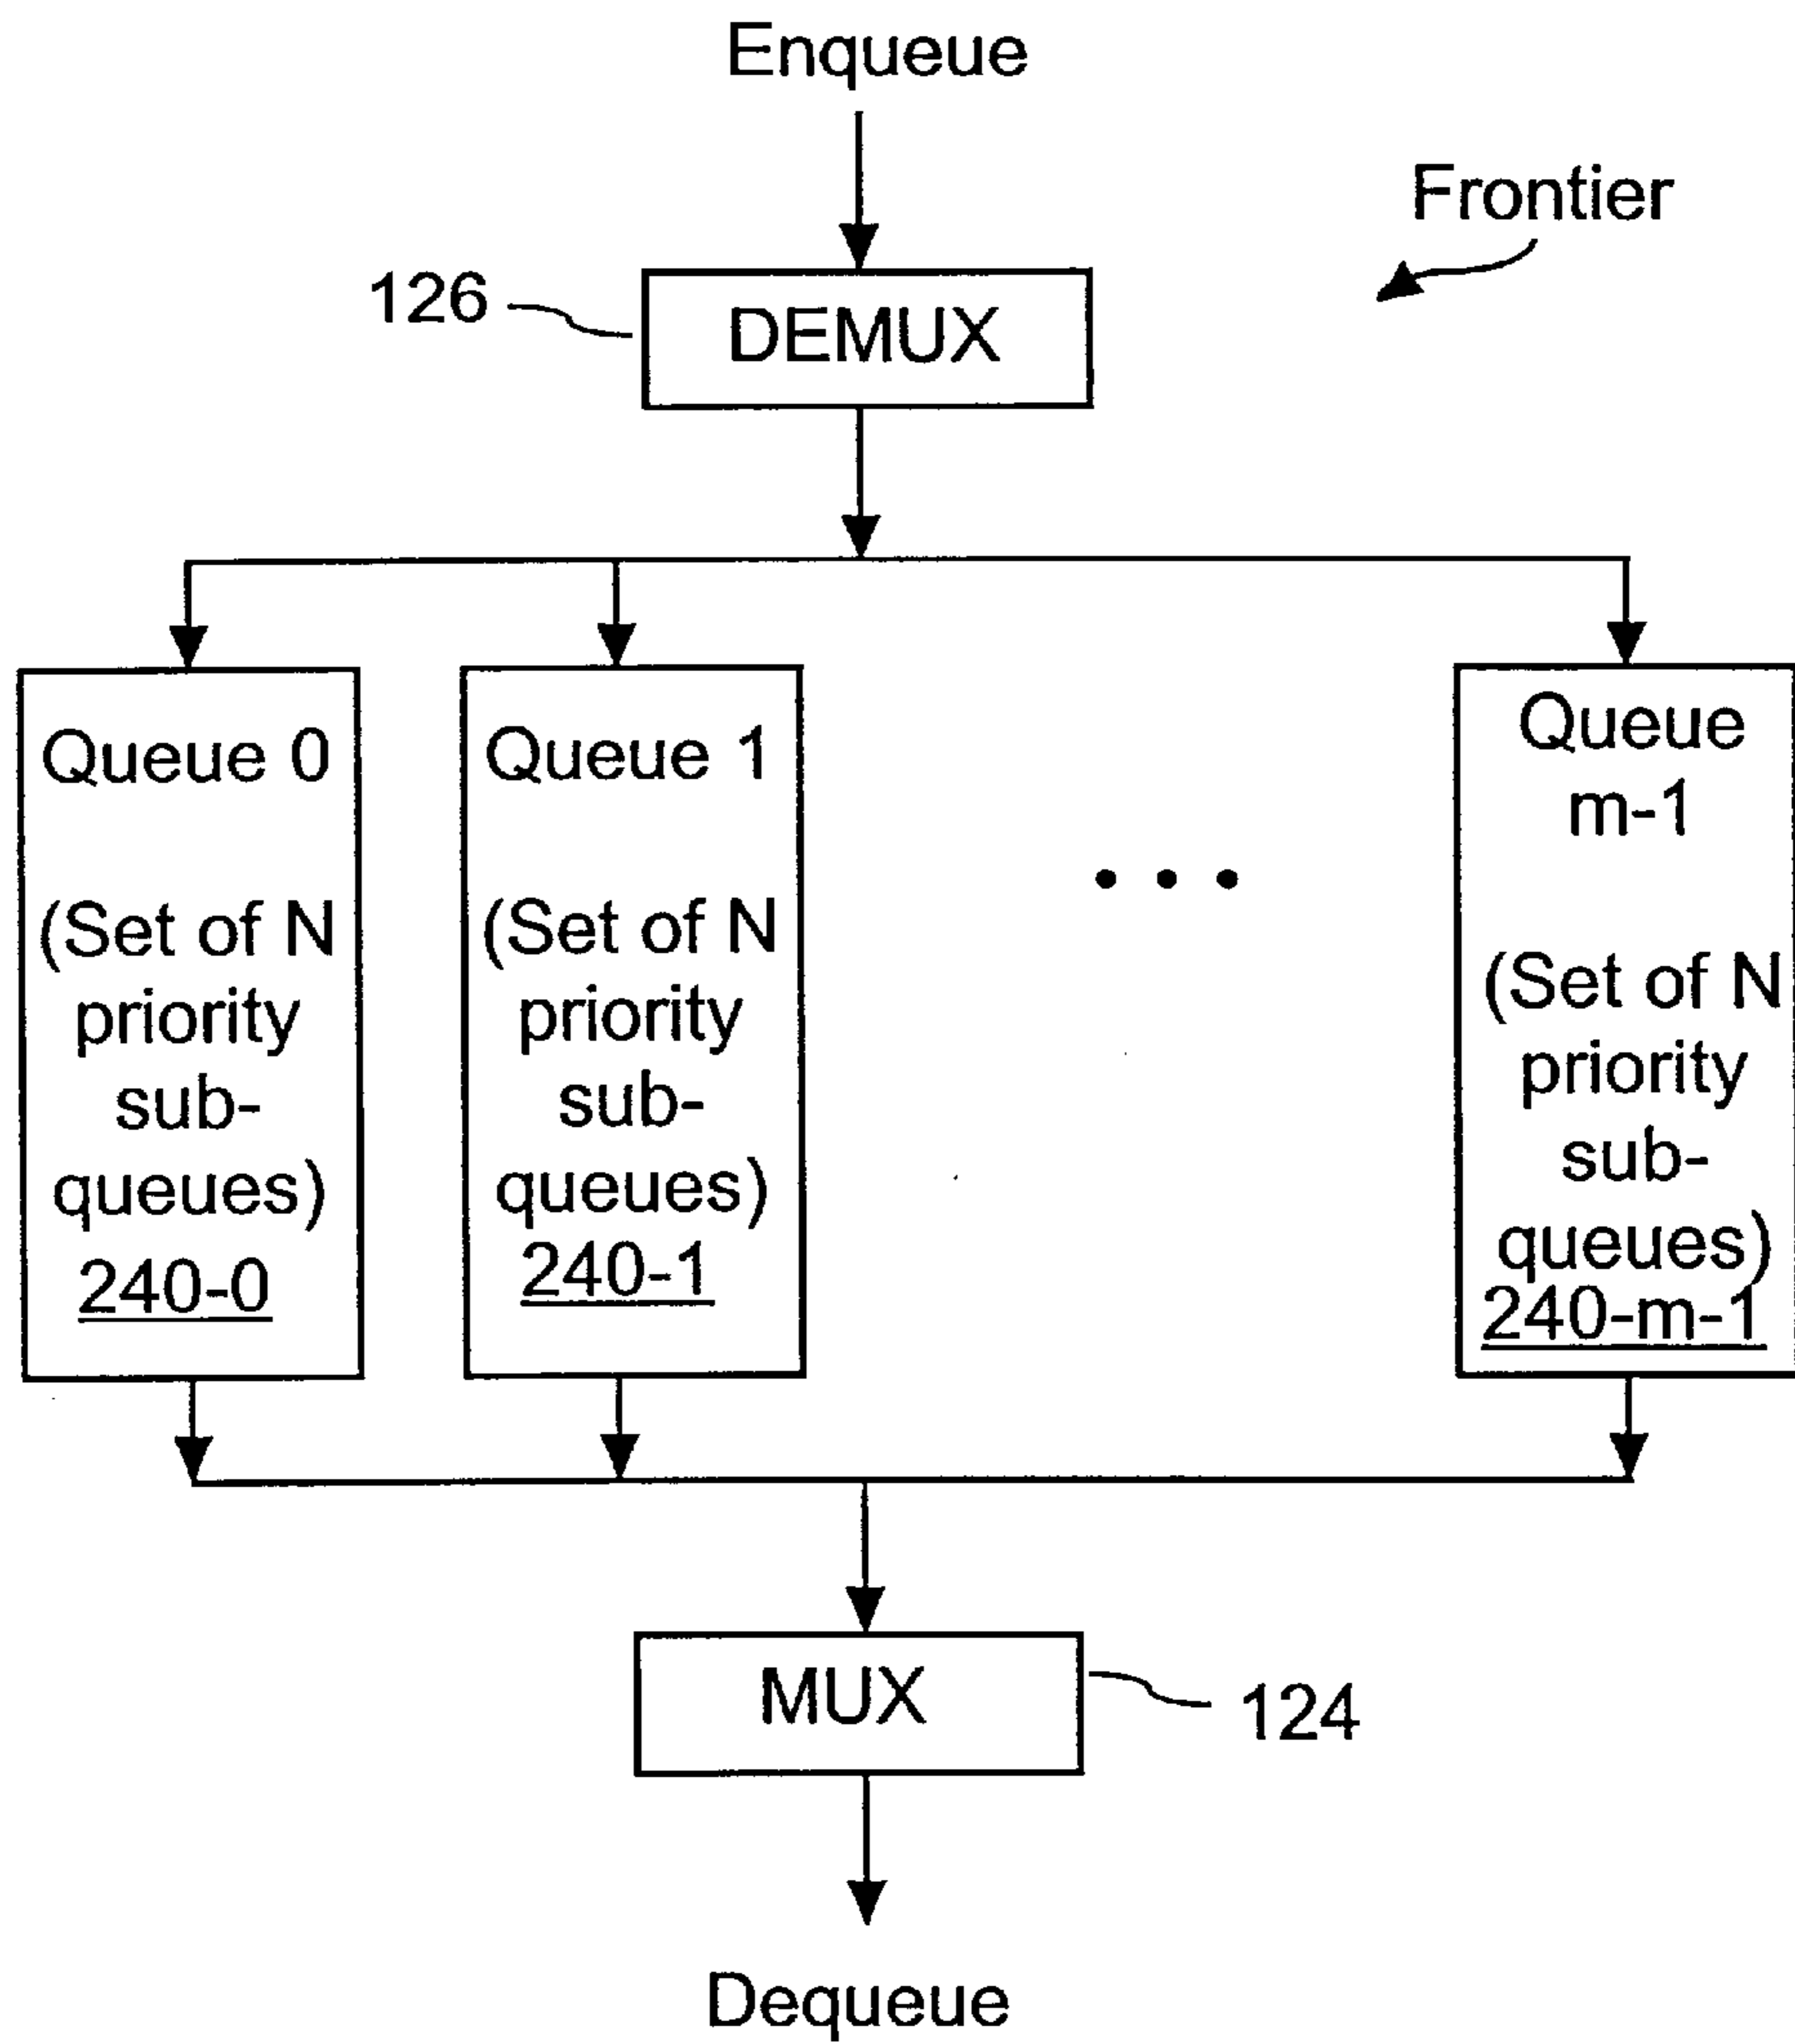 Enqueue
Frontier
126
DEMUX
Queue 0
(Set of N
priority
sub-
queues)
240-0
Queue 1
(Set of N
priority
sub-
queues)
240-1
Queue
m-1
(Set of N
priority
sub-
queues)
240-m-1
MUX
124
Dequeue